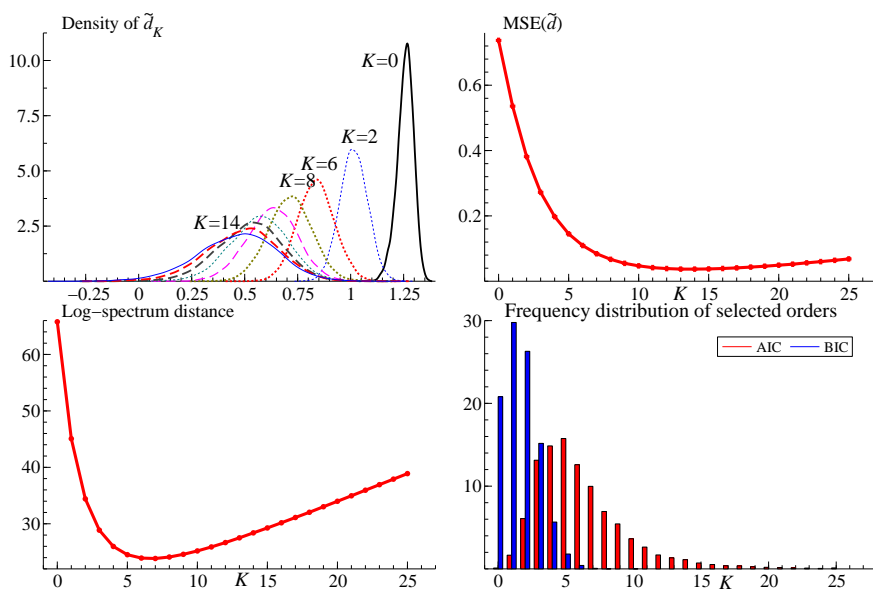 Density of d̃_K
10.0
7.5
5.0
2.5
K=0
K=2
K=6
K=8
K=14
−0.25 0 0.25 0.5 0.75 1 1.25
MSE(d̃)
0.6
0.4
0.2
0 5 10 K 15 20 25
Log−spectrum distance
60
50
40
30
0 5 10 K 15 20 25
Frequency distribution of selected orders
30
20
10
AIC BIC
0 5 10 15 K 20 25